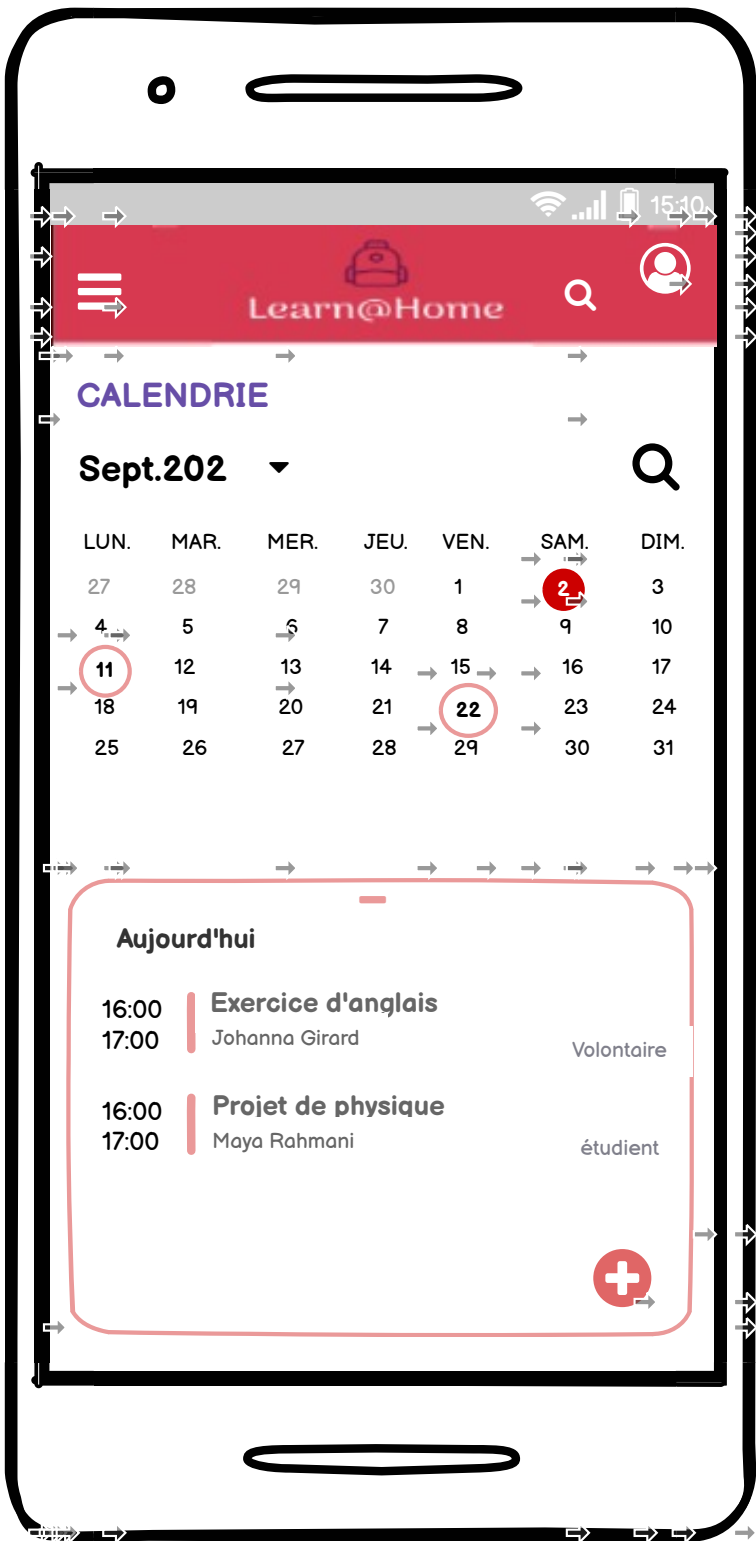 15:10
Learn@Home
CALENDRIE
Sept.202
LUN. MAR. MER. JEU. VEN. SAM. DIM.
27 28 29 30 1 2 3
4 5 6 7 8 9 10
11 12 13 14 15 16 17
18 19 20 21 22 23 24
25 26 27 28 29 30 31
Aujourd'hui
16:00 Exercice d'anglais
17:00 Johanna Girard
Volontaire
16:00 Projet de physique
17:00 Maya Rahmani
étudient